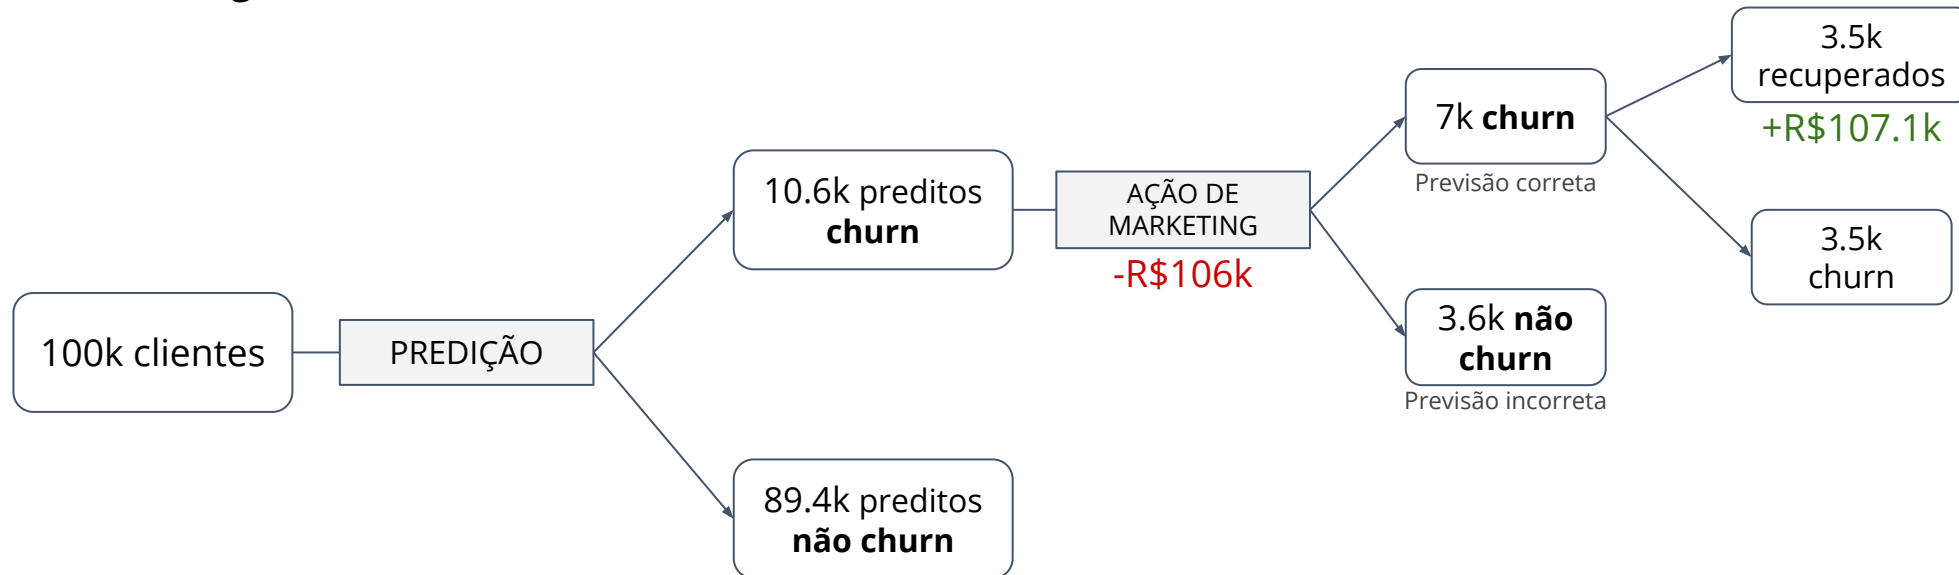 100k clientes
PREDIÇÃO
10.6k preditos
churn
89.4k preditos
não churn
AÇÃO DE
MARKETING
-R$106k
7k churn
Previsão correta
3.6k não
churn
Previsão incorreta
3.5k
recuperados
+R$107.1k
3.5k
churn